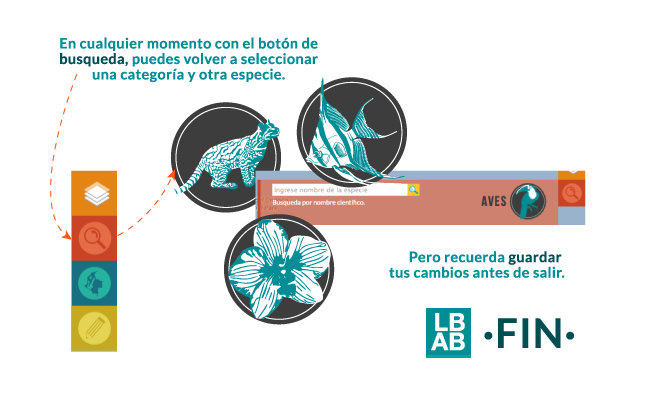 En cualquier momento con el botón de
busqueda, puedes volver a seleccionar
una categoría y otra especie.
Ingrese nombre de la especie
Busqueda por nombre científico.
AVES
Pero recuerda guardar
tus cambios antes de salir.
LB
AB
·FIN·